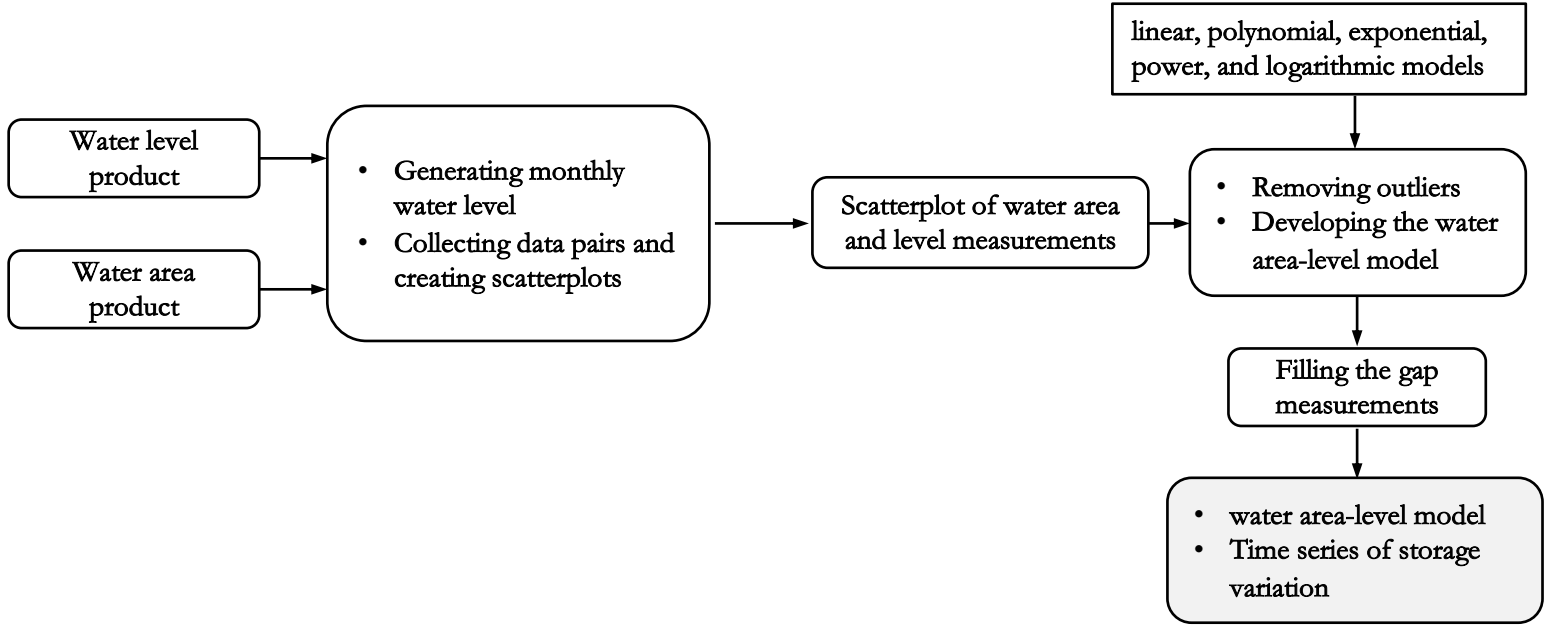 linear, polynomial, exponential,
power, and logarithmic models
Water level
product
Water area
product
• Generating monthly
water level
• Collecting data pairs and
creating scatterplots
Scatterplot of water area
and level measurements
• Removing outliers
• Developing the water
area-level model
Filling the gap
measurements
• water area-level model
• Time series of storage
variation